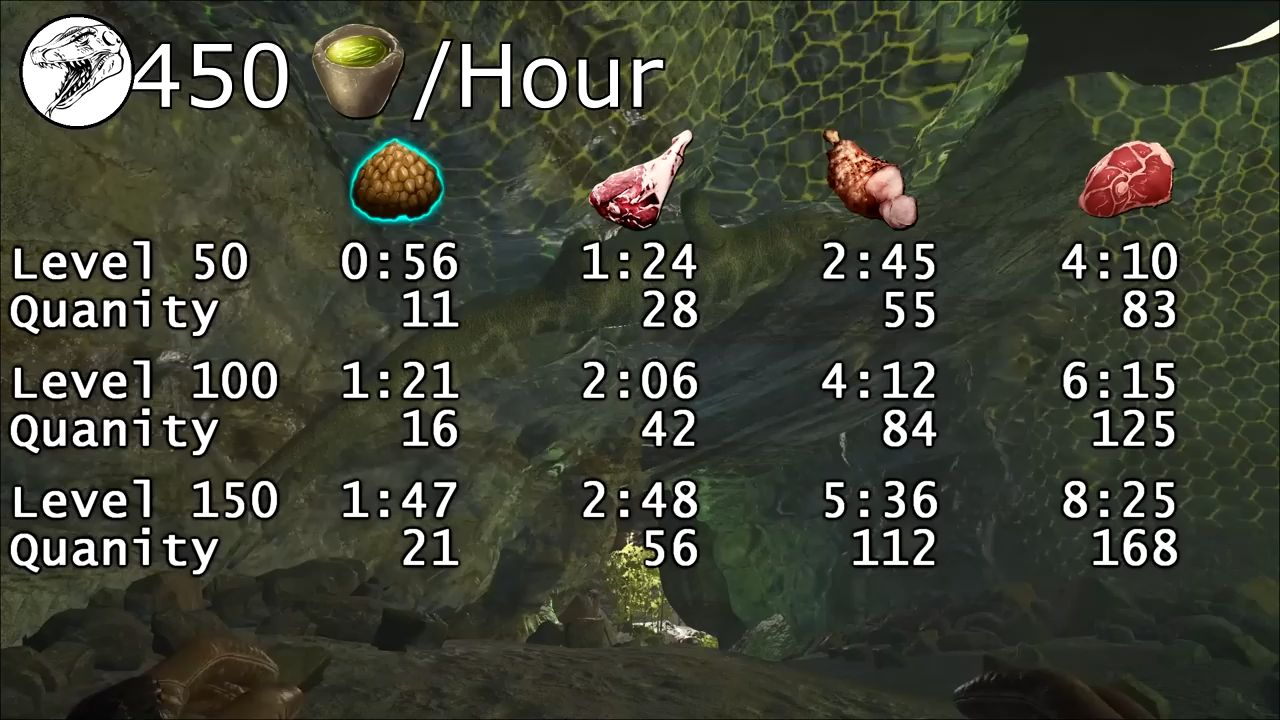 450 /Hour
Level 50 0:56 1:24 2:45 4:10
Quanity 11 28 55 83
Level 100 1:21 2:06 4:12 6:15
Quanity 16 42 84 125
Level 150 1:47 2:48 5:36 8:25
Quanity 21 56 112 168